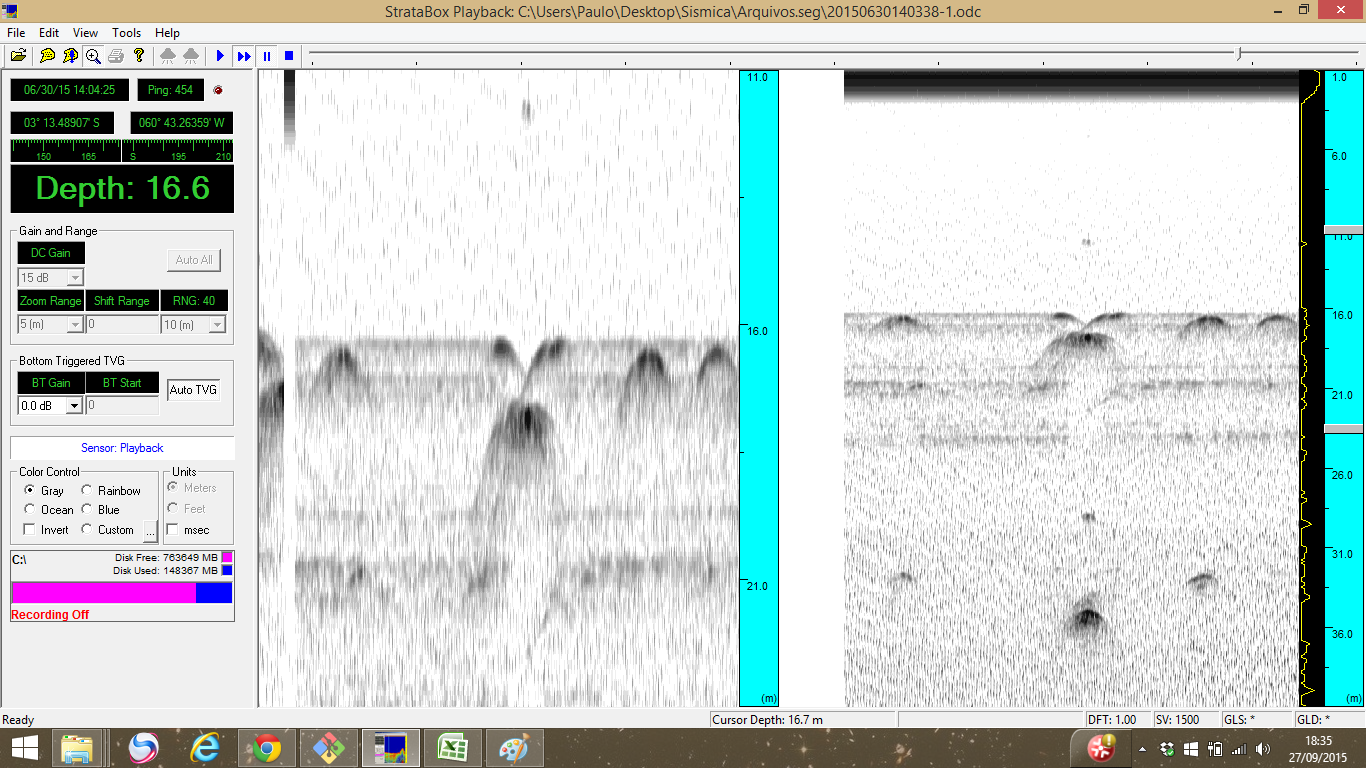 StrataBox Playback: C:\Users\Paulo\Desktop\Sismica\Arquivos.seg\20150630140338-1.odc
File Edit View Tools Help
06/30/15 14:04:25 Ping: 454
03° 13.48907' S 060° 43.26359' W
150 165 S 195 210
Depth: 16.6
Gain and Range
DC Gain Auto All
15 dB
Zoom Range Shift Range RNG: 40
5 (m) 0 10 (m)
Bottom Triggered TVG
BT Gain BT Start Auto TVG
0.0 dB 0
Sensor: Playback
Color Control Units
Gray Rainbow Meters
Ocean Blue Feet
Invert Custom ... msec
C:\ Disk Free: 763649 MB
Disk Used: 148367 MB
Recording Off
11.0
16.0
21.0
(m)
1.0
6.0
11.0
16.0
21.0
26.0
31.0
36.0
(m)
Ready Cursor Depth: 16.7 m DFT: 1.00 SV: 1500 GLS: * GLD: *
18:35
27/09/2015